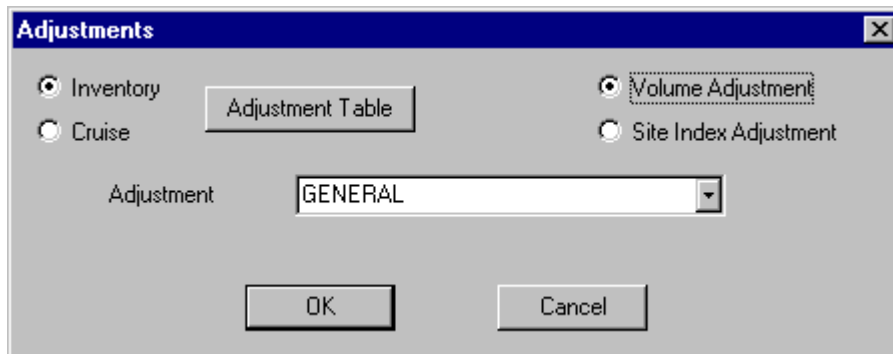 Adjustments
Inventory
Adjustment Table
Volume Adjustment
Cruise
Site Index Adjustment
Adjustment GENERAL
OK Cancel